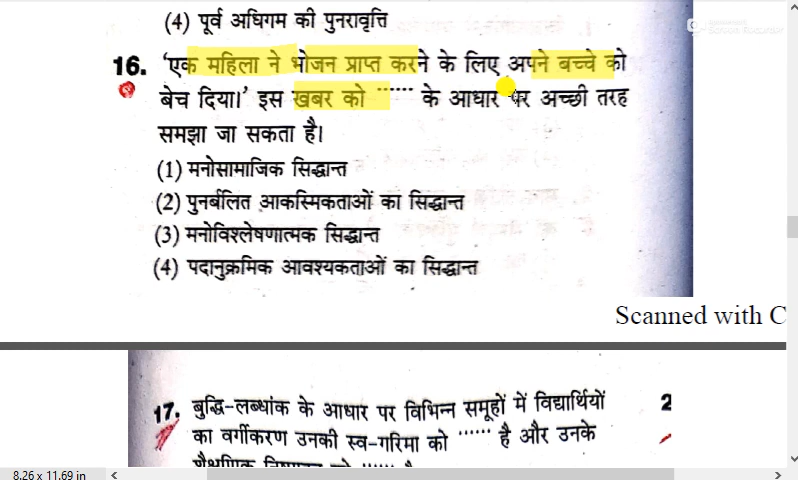 (4) पूर्व अधिगम की पुनरावृत्ति
16. ‘एक महिला ने भोजन प्राप्त करने के लिए अपने बच्चे को
बेच दिया।’ इस खबर को ...... के आधार पर अच्छी तरह
समझा जा सकता है।
(1) मनोसामाजिक सिद्धान्त
(2) पुनर्बलित आकस्मिकताओं का सिद्धान्त
(3) मनोविश्लेषणात्मक सिद्धान्त
(4) पदानुक्रमिक आवश्यकताओं का सिद्धान्त
Scanned with C
17. बुद्धि-लब्धांक के आधार पर विभिन्न समूहों में विद्यार्थियों
का वर्गीकरण उनकी स्व-गरिमा को ...... है और उनके
2
8.26 x 11.69 in